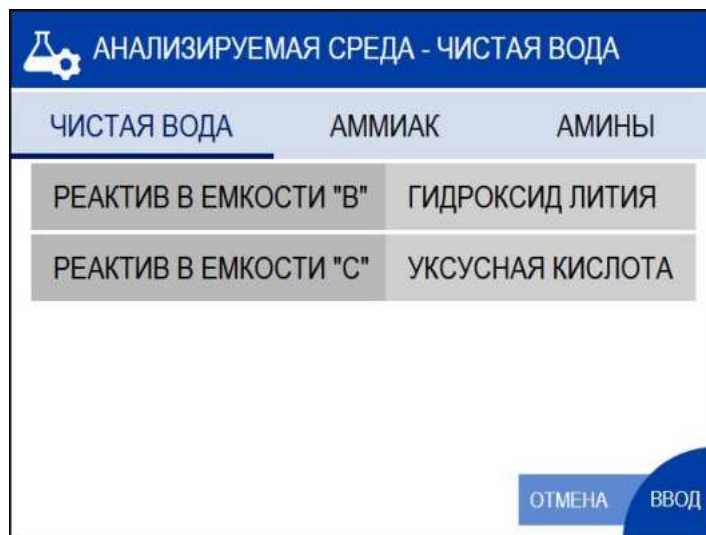 АНАЛИЗИРУЕМАЯ СРЕДА - ЧИСТАЯ ВОДА
ЧИСТАЯ ВОДА АММИАК АМИНЫ
РЕАКТИВ В ЕМКОСТИ "B" ГИДРОКСИД ЛИТИЯ
РЕАКТИВ В ЕМКОСТИ "C" УКСУСНАЯ КИСЛОТА
ОТМЕНА ВВОД